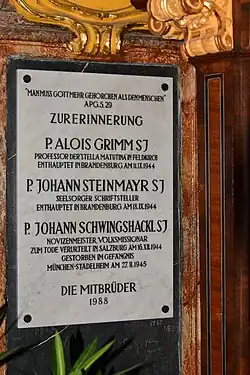 "MAN MUSS GOTT MEHR GEHORCHEN ALS DEN MENSCHEN"
APG 5, 29
ZUR ERINNERUNG
P. ALOIS GRIMM SJ
PROFESSOR DER STELLA MATUTINA IN FELDKIRCH
ENTHAUPTET IN BRANDENBURG AM 11.IX 1944
P. JOHANN STEINMAYR SJ
SEELSORGER SCHRIFTSTELLER
ENTHAUPTET IN BRANDENBURG AM 18.IX 1944
P. JOHANN SCHWINGSHACKL SJ
NOVIZENMEISTER, VOLKSMISSIONAR
ZUM TODE VERURTEILT IN SALZBURG AM 16.XII 1944
GESTORBEN IM GEFÄNGNIS
MÜNCHEN-STADELHEIM AM 27. II 1945
DIE MITBRÜDER
1988